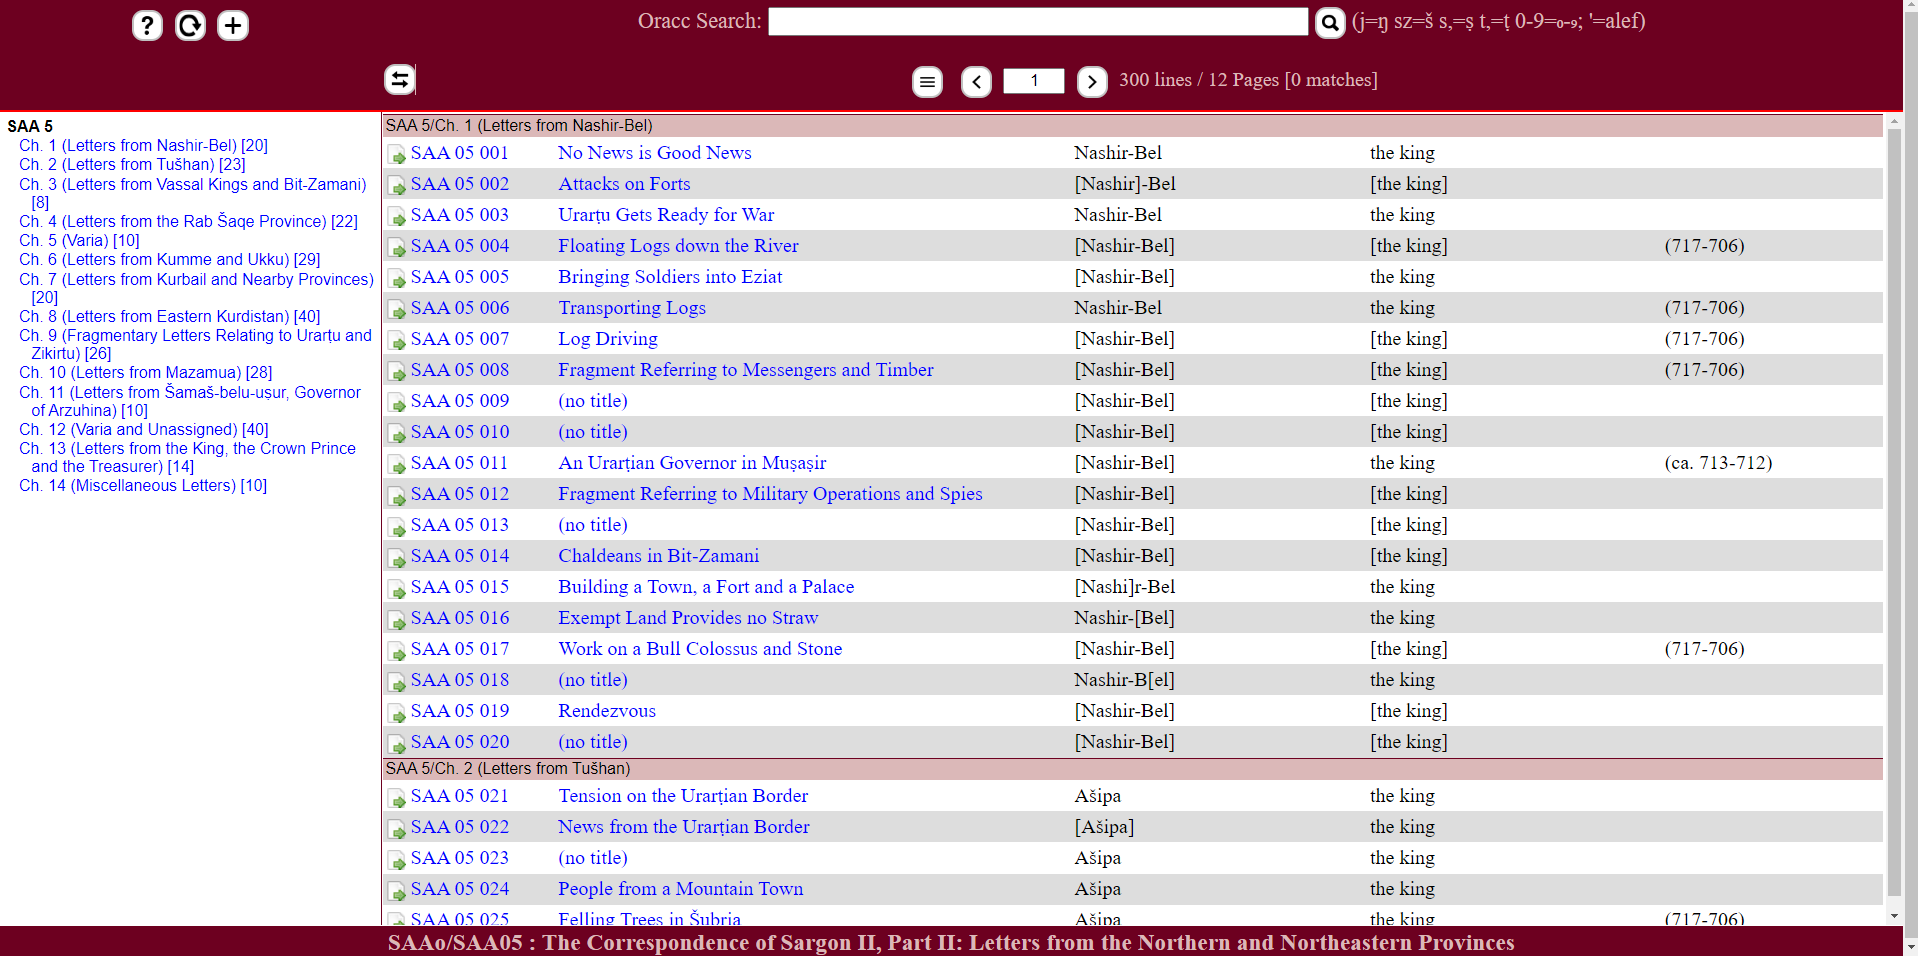 ?
Oracc Search: (j=ŋ sz=š s,=ṣ t,=ṭ 0-9=₀-₉; '=alef)
1 300 lines / 12 Pages [0 matches]
SAA 5
Ch. 1 (Letters from Nashir-Bel) [20]
Ch. 2 (Letters from Tušhan) [23]
Ch. 3 (Letters from Vassal Kings and Bit-Zamani)
[8]
Ch. 4 (Letters from the Rab Šaqe Province) [22]
Ch. 5 (Varia) [10]
Ch. 6 (Letters from Kumme and Ukku) [29]
Ch. 7 (Letters from Kurbail and Nearby Provinces)
[20]
Ch. 8 (Letters from Eastern Kurdistan) [40]
Ch. 9 (Fragmentary Letters Relating to Urarṭu and
Zikirtu) [26]
Ch. 10 (Letters from Mazamua) [28]
Ch. 11 (Letters from Šamaš-belu-uṣur, Governor
of Arzuhina) [10]
Ch. 12 (Varia and Unassigned) [40]
Ch. 13 (Letters from the King, the Crown Prince
and the Treasurer) [14]
Ch. 14 (Miscellaneous Letters) [10]
SAA 5/Ch. 1 (Letters from Nashir-Bel)
SAA 05 001 No News is Good News Nashir-Bel the king
SAA 05 002 Attacks on Forts [Nashir]-Bel [the king]
SAA 05 003 Urarṭu Gets Ready for War Nashir-Bel the king
SAA 05 004 Floating Logs down the River [Nashir-Bel] [the king] (717-706)
SAA 05 005 Bringing Soldiers into Eziat [Nashir-Bel] the king
SAA 05 006 Transporting Logs Nashir-Bel the king (717-706)
SAA 05 007 Log Driving [Nashir-Bel] [the king] (717-706)
SAA 05 008 Fragment Referring to Messengers and Timber [Nashir-Bel] [the king] (717-706)
SAA 05 009 (no title) [Nashir-Bel] [the king]
SAA 05 010 (no title) [Nashir-Bel] [the king]
SAA 05 011 An Urarṭian Governor in Muṣaṣir [Nashir-Bel] the king (ca. 713-712)
SAA 05 012 Fragment Referring to Military Operations and Spies [Nashir-Bel] [the king]
SAA 05 013 (no title) [Nashir-Bel] [the king]
SAA 05 014 Chaldeans in Bit-Zamani [Nashir-Bel] [the king]
SAA 05 015 Building a Town, a Fort and a Palace [Nashi]r-Bel the king
SAA 05 016 Exempt Land Provides no Straw Nashir-[Bel] the king
SAA 05 017 Work on a Bull Colossus and Stone [Nashir-Bel] [the king] (717-706)
SAA 05 018 (no title) Nashir-B[el] the king
SAA 05 019 Rendezvous [Nashir-Bel] [the king]
SAA 05 020 (no title) [Nashir-Bel] [the king]
SAA 5/Ch. 2 (Letters from Tušhan)
SAA 05 021 Tension on the Urarṭian Border Ašipa the king
SAA 05 022 News from the Urarṭian Border [Ašipa] the king
SAA 05 023 (no title) Ašipa the king
SAA 05 024 People from a Mountain Town Ašipa the king
SAA 05 025 Felling Trees in Šubria Ašipa the king (717-706)
SAAo/SAA05 : The Correspondence of Sargon II, Part II: Letters from the Northern and Northeastern Provinces